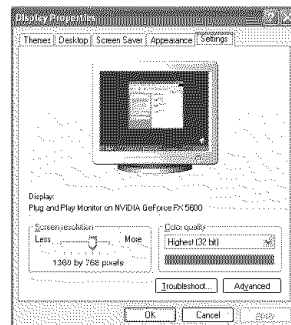 Display Properties
Themes Desktop Screen Saver Appearance Settings
Display:
Plug and Play Monitor on NVIDIA GeForce FX 5600
Screen resolution
Less More
1360 by 768 pixels
Color quality
Highest (32 bit)
Troubleshoot... Advanced
OK Cancel Apply